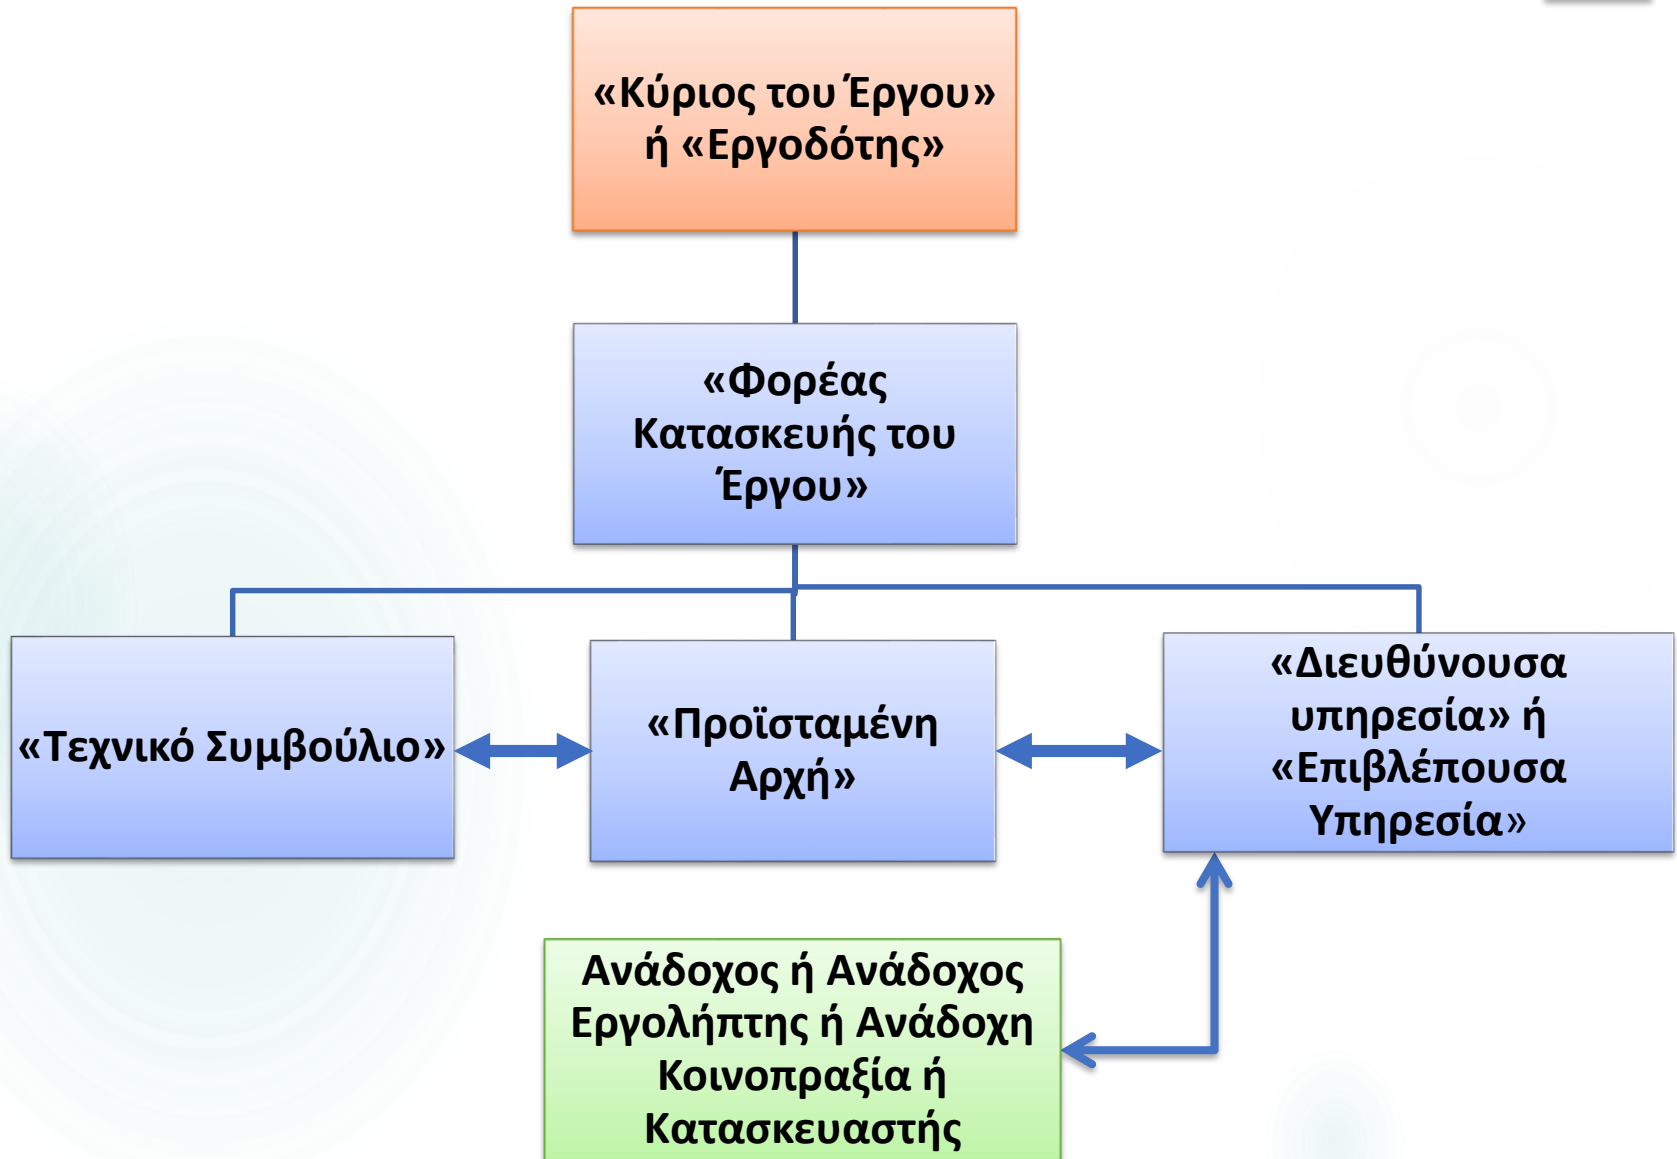 «Κύριος του Έργου»
ή «Εργοδότης»
«Φορέας
Κατασκευής του
Έργου»
«Τεχνικό Συμβούλιο»
«Προϊσταμένη
Αρχή»
«Διευθύνουσα
υπηρεσία» ή
«Επιβλέπουσα
Υπηρεσία»
Ανάδοχος ή Ανάδοχος
Εργολήπτης ή Ανάδοχη
Κοινοπραξία ή
Κατασκευαστής